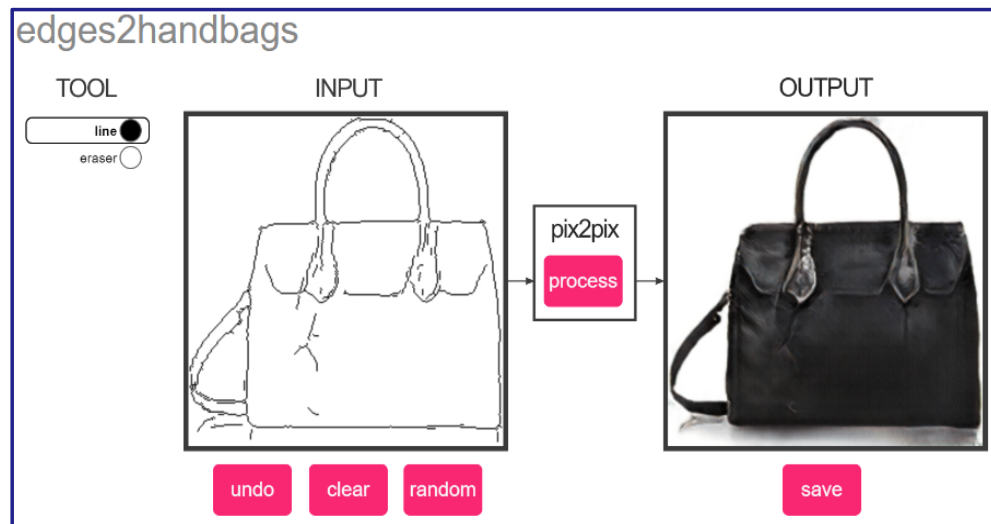 edges2handbags
TOOL
INPUT
OUTPUT
line
eraser
pix2pix
process
undo
clear
random
save